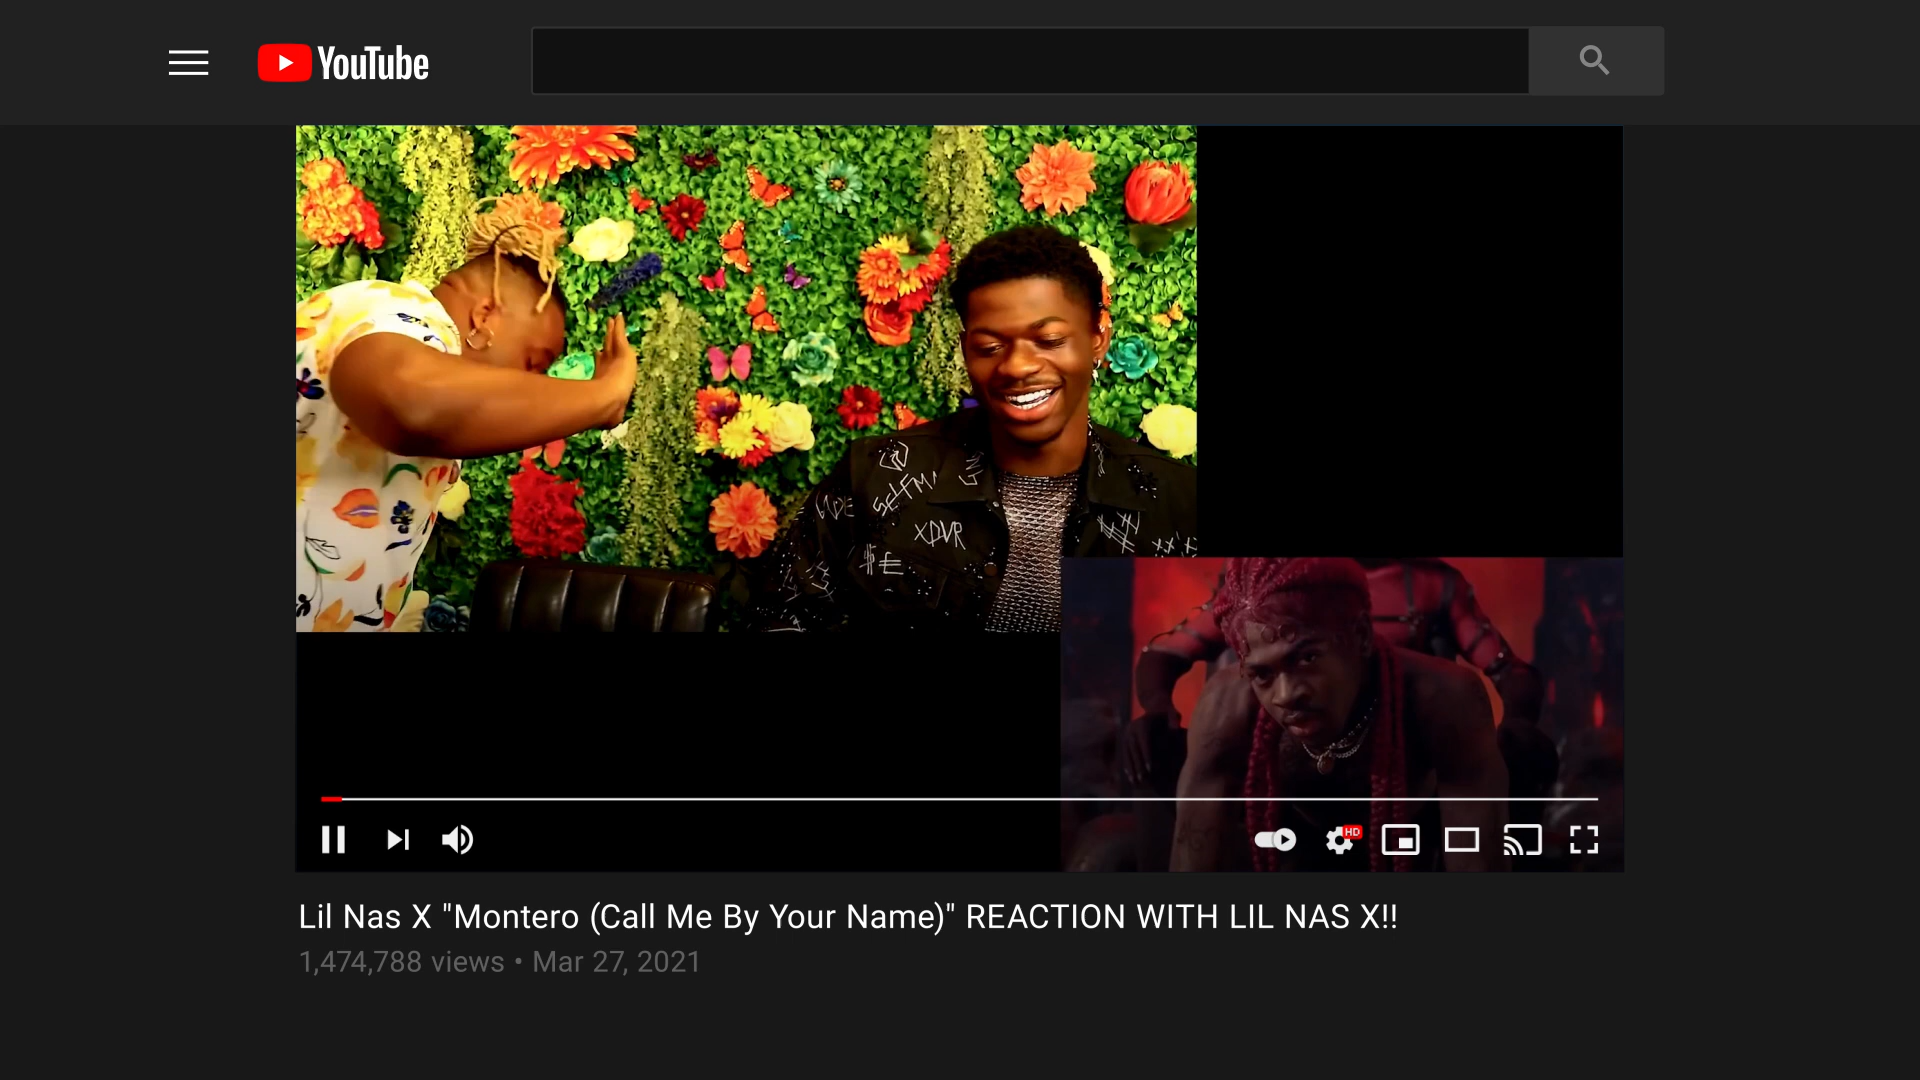 YouTube
SELFMA
XDVR
HD
Lil Nas X "Montero (Call Me By Your Name)" REACTION WITH LIL NAS X!!
1,474,788 views • Mar 27, 2021